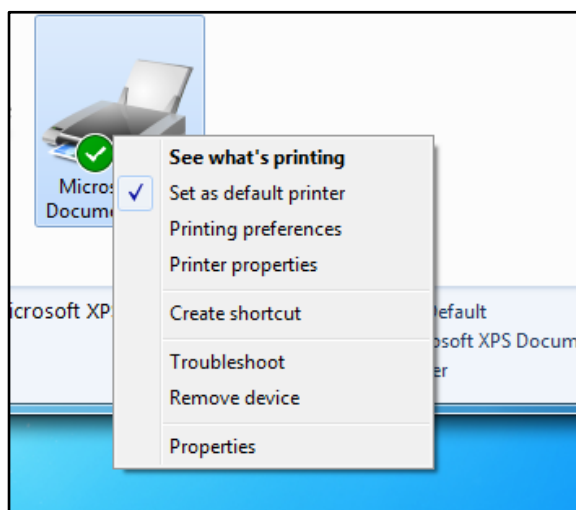 See what's printing
Micros
Set as default printer
Docum
Printing preferences
Printer properties
icrosoft XP
Create shortcut
Default
osoft XPS Docum
Troubleshoot
er
Remove device
Properties